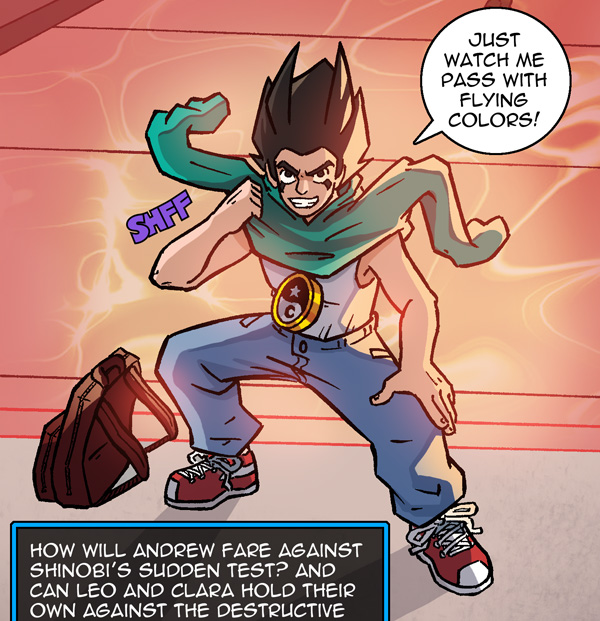 JUST
WATCH ME
PASS WITH
FLYING
COLORS!
SHFF
HOW WILL ANDREW FARE AGAINST
SHINOBI'S SUDDEN TEST? AND
CAN LEO AND CLARA HOLD THEIR
OWN AGAINST THE DESTRUCTIVE